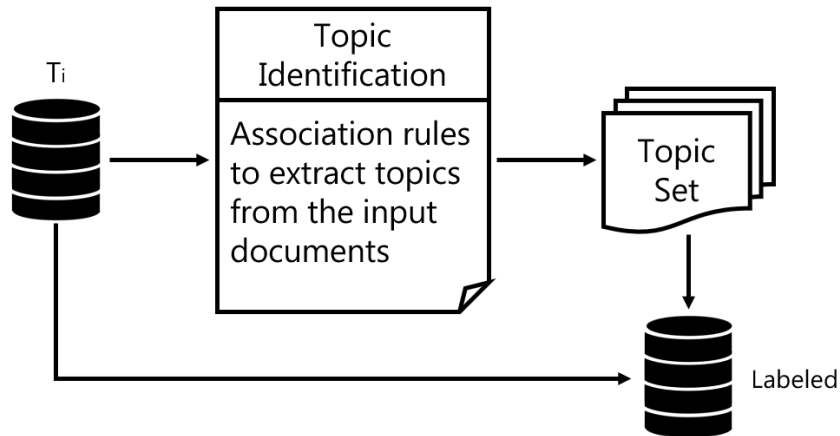 Ti
Topic
Identification
Association rules
to extract topics
from the input
documents
Topic
Set
Labeled